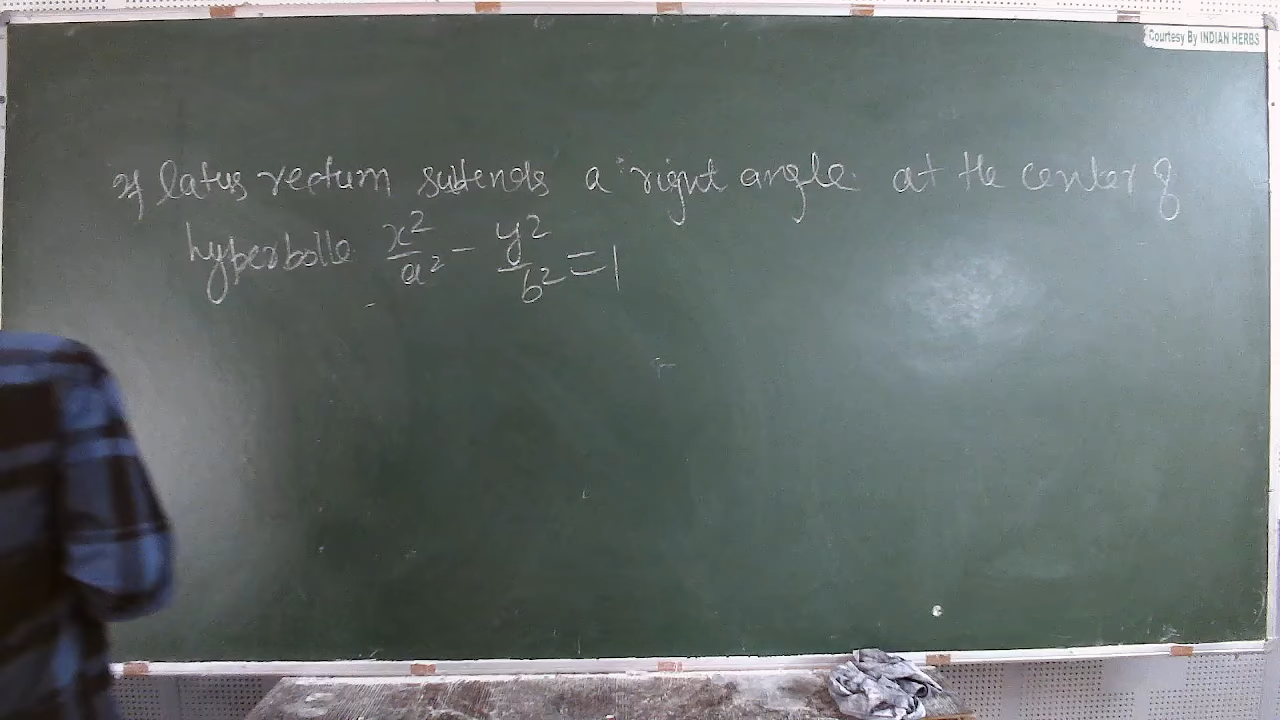 Courtesy By INDIAN HERBS
If latus rectum subtends a right angle at the center of
hyperbolle x²/a² - y²/b² = 1